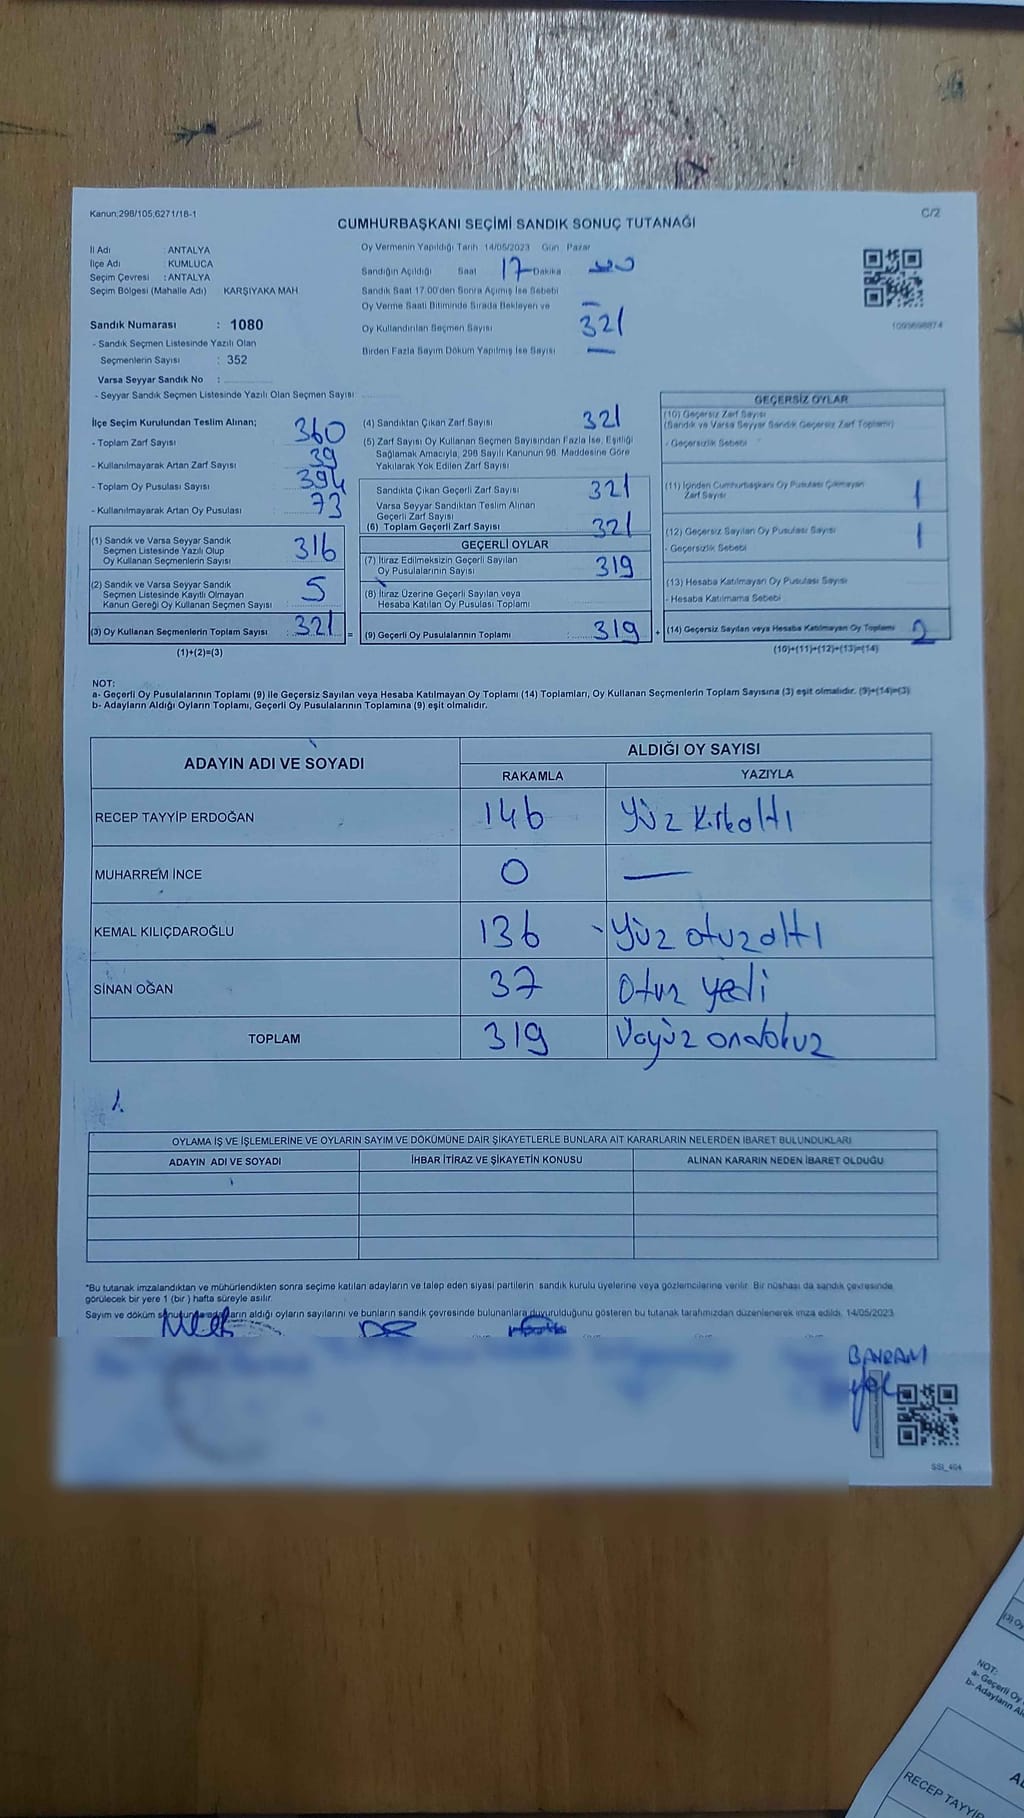 Kanun:298/105;6271/18-1
C/2
CUMHURBAŞKANI SEÇİMİ SANDIK SONUÇ TUTANAĞI
İl Adı : ANTALYA
İlçe Adı : KUMLUCA
Seçim Çevresi : ANTALYA
Seçim Bölgesi (Mahalle Adı) KARŞIYAKA MAH
Sandık Numarası : 1080
- Sandık Seçmen Listesinde Yazılı Olan
Seçmenlerin Sayısı : 352
Varsa Seyyar Sandık No :
- Seyyar Sandık Seçmen Listesinde Yazılı Olan Seçmen Sayısı
Oy Vermenin Yapıldığı Tarih 14/05/2023 Gün Pazar
Sandığın Açıldığı Saat 17 Dakika
Sandık Saat 17.00'den Sonra Açımış İse Sebebi
Oy Verme Saati Bitiminde Sırada Bekleyen ve —
Oy Kullandırılan Seçmen Sayısı 321
Birden Fazla Sayım Döküm Yapılmış İse Sayısı —
1093698874
İlçe Seçim Kurulundan Teslim Alınan;
- Toplam Zarf Sayısı 360
- Kullanılmayarak Artan Zarf Sayısı 39
- Toplam Oy Pusulası Sayısı 394
- Kullanılmayarak Artan Oy Pusulası 73
(1) Sandık ve Varsa Seyyar Sandık
Seçmen Listesinde Yazılı Olup
Oy Kullanan Seçmenlerin Sayısı 316
(2) Sandık ve Varsa Seyyar Sandık
Seçmen Listesinde Kayıtlı Olmayan
Kanun Gereği Oy Kullanan Seçmen Sayısı 5
(3) Oy Kullanan Seçmenlerin Toplam Sayısı : 321 =
(1)+(2)=(3)
(4) Sandıktan Çıkan Zarf Sayısı 321
(5) Zarf Sayısı Oy Kullanan Seçmen Sayısından Fazla İse, Eşitliği
Sağlamak Amacıyla, 298 Sayılı Kanunun 98. Maddesine Göre
Yakılarak Yok Edilen Zarf Sayısı
Sandıkta Çıkan Geçerli Zarf Sayısı 321
Varsa Seyyar Sandıktan Teslim Alınan
Geçerli Zarf Sayısı
(6) Toplam Geçerli Zarf Sayısı 321
GEÇERLİ OYLAR
(7) İtiraz Edilmeksizin Geçerli Sayılan
Oy Pusulalarının Sayısı 319
(8) İtiraz Üzerine Geçerli Sayılan veya
Hesaba Katılan Oy Pusulası Toplamı
(9) Geçerli Oy Pusulalarının Toplamı : 319 +
GEÇERSİZ OYLAR
(10) Geçersiz Zarf Sayısı
(Sandık ve Varsa Seyyar Sandık Geçersiz Zarf Toplamı)
- Geçersizlik Sebebi
(11) İçinden Cumhurbaşkanı Oy Pusulası Çıkmayan
Zarf Sayısı 1
(12) Geçersiz Sayılan Oy Pusulası Sayısı 1
- Geçersizlik Sebebi
(13) Hesaba Katılmayan Oy Pusulası Sayısı
- Hesaba Katılmama Sebebi
(14) Geçersiz Sayılan veya Hesaba Katılmayan Oy Toplamı 2
(10)+(11)+(12)+(13)=(14)
NOT:
a- Geçerli Oy Pusulalarının Toplamı (9) ile Geçersiz Sayılan veya Hesaba Katılmayan Oy Toplamı (14) Toplamları, Oy Kullanan Seçmenlerin Toplam Sayısına (3) eşit olmalıdır. (9)+(14)=(3)
b- Adayların Aldığı Oyların Toplamı, Geçerli Oy Pusulalarının Toplamına (9) eşit olmalıdır.
ADAYIN ADI VE SOYADI
ALDIĞI OY SAYISI
RAKAMLA YAZIYLA
RECEP TAYYİP ERDOĞAN 146 Yüz Kırkaltı
MUHARREM İNCE 0 —
KEMAL KILIÇDAROĞLU 136 Yüz otuzaltı
SİNAN OĞAN 37 Otuz yedi
TOPLAM 319 Üçyüz ondokuz
1.
OYLAMA İŞ VE İŞLEMLERİNE VE OYLARIN SAYIM VE DÖKÜMÜNE DAİR ŞİKAYETLERLE BUNLARA AİT KARARLARIN NELERDEN İBARET BULUNDUKLARI
ADAYIN ADI VE SOYADI İHBAR İTİRAZ VE ŞİKAYETİN KONUSU ALINAN KARARIN NEDEN İBARET OLDUĞU
*Bu tutanak imzalandıktan ve mühürlendikten sonra seçime katılan adayların ve talep eden siyasi partilerin sandık kurulu üyelerine veya gözlemcilerine verilir. Bir nüshası da sandık çevresinde
görülecek bir yere 1 (bir ) hafta süreyle asılır.
Sayım ve döküm aldığı oyların sayılarını ve bunların sandık çevresinde bulunanlara duyurulduğunu gösteren bu tutanak tarafımızdan düzenlenerek imza edildi. 14/05/2023
BAYRAM
SSI_404
(3) Oy
NOT:
a- Geçerli Oy
b- Adayların Al
RECEP TAYYİP